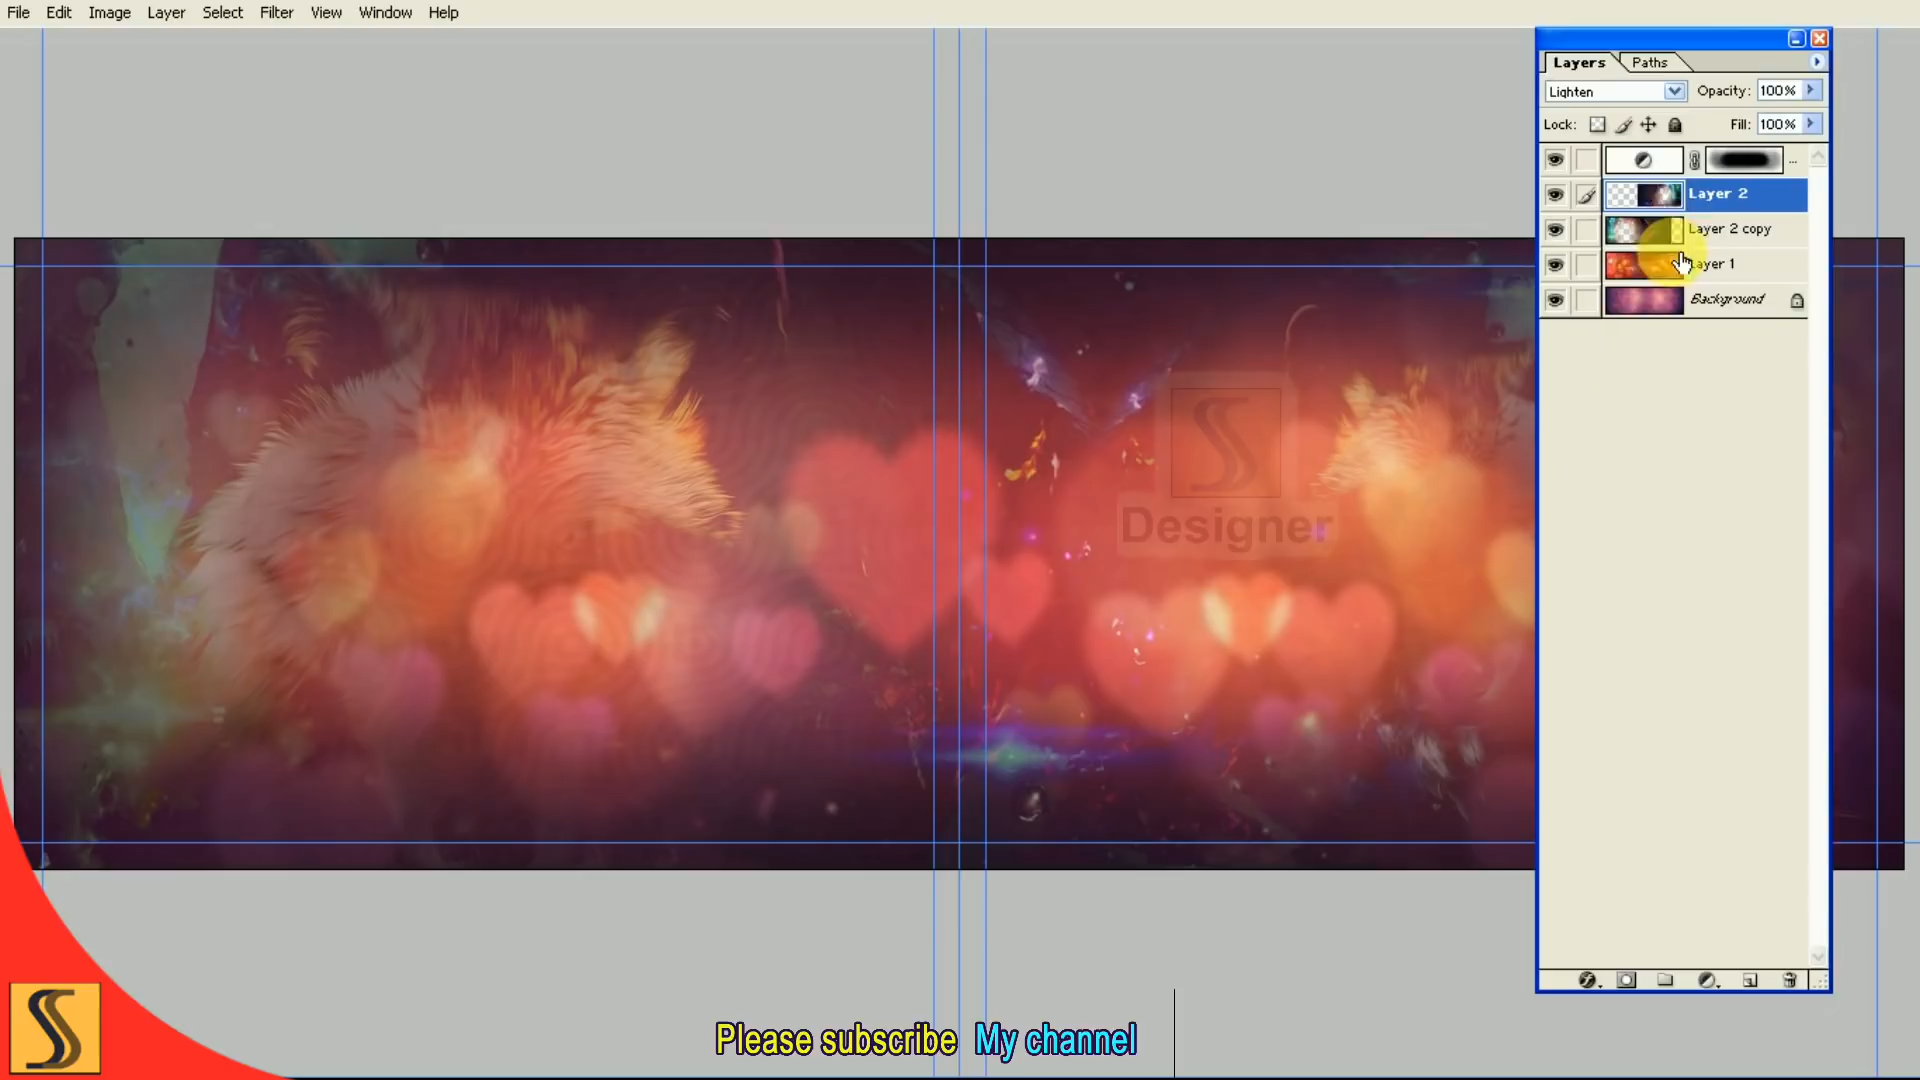 File Edit Image Layer Select Filter View Window Help
Layers Paths
Lighten Opacity: 100%
Lock: Fill: 100%
...
Layer 2
Layer 2 copy
Layer 1
Background
Designer
Please subscribe My channel